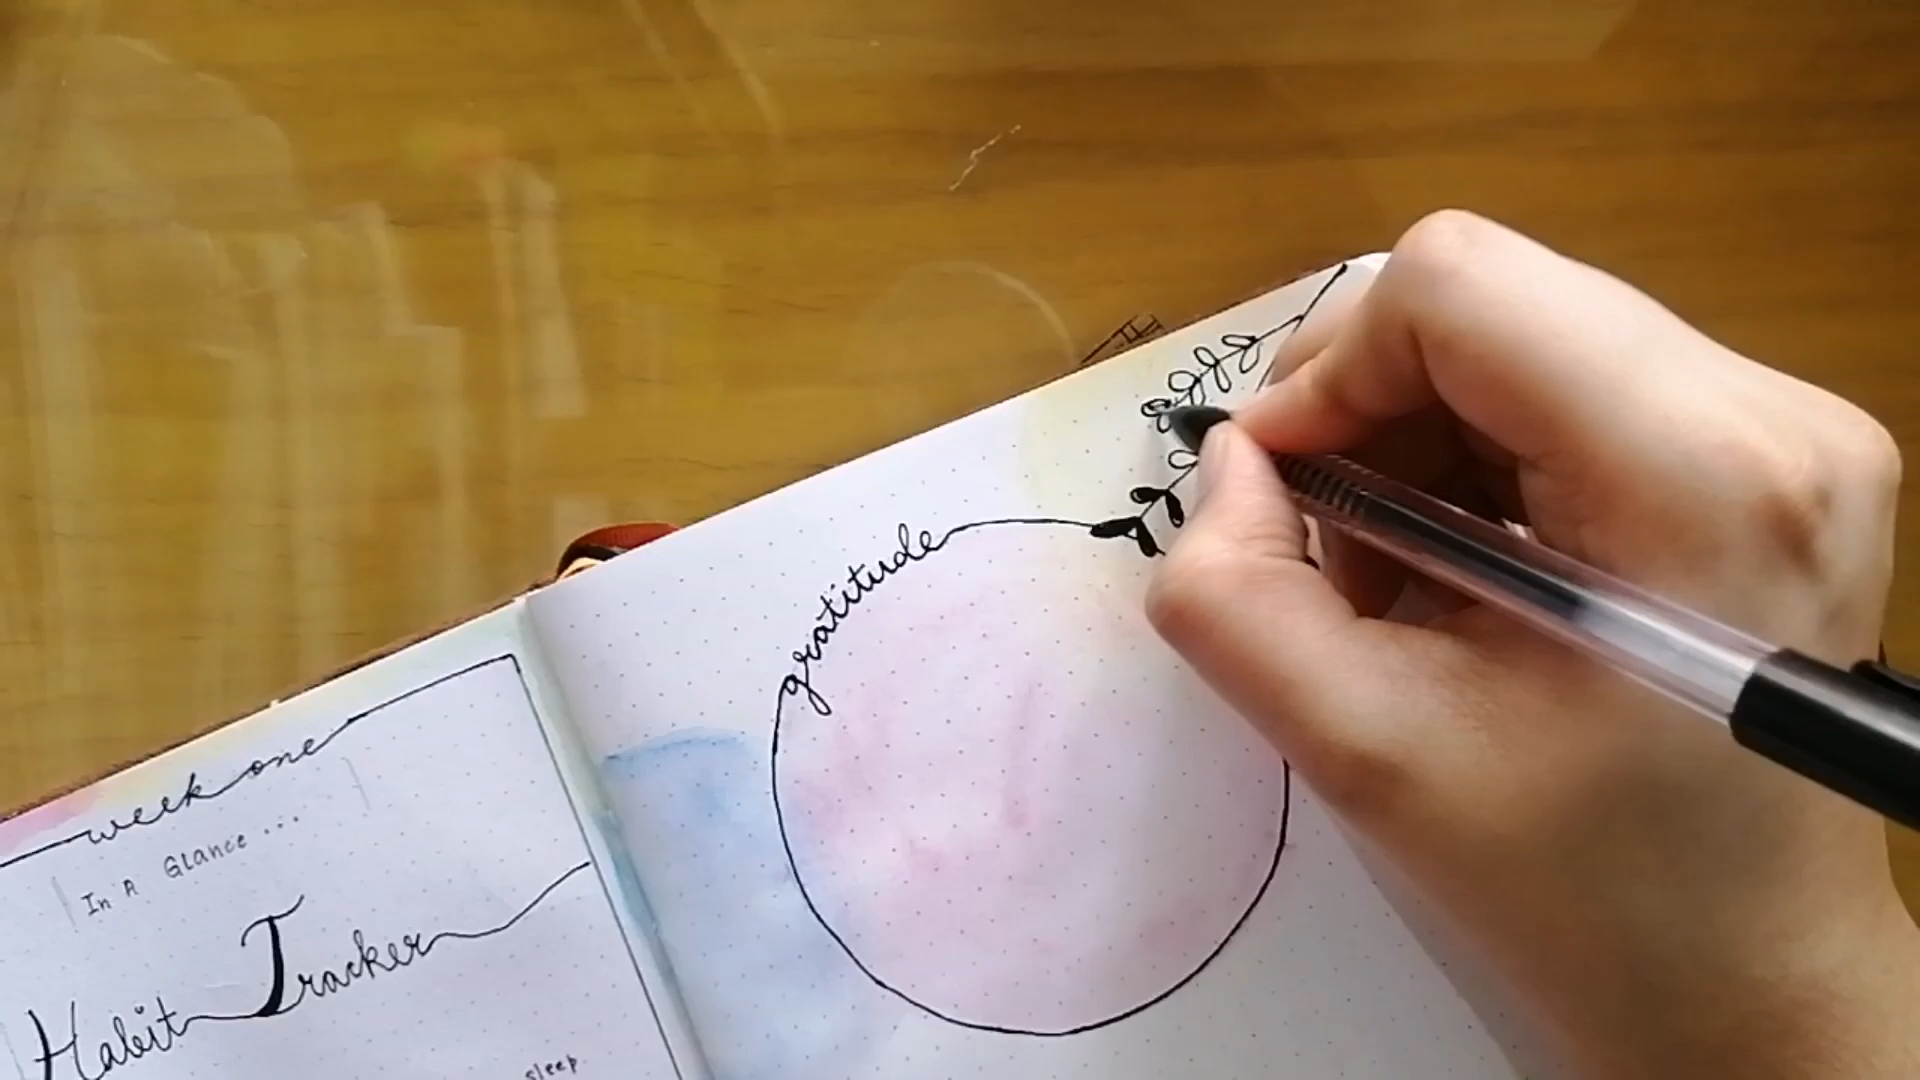 week one
In A Glance...
Habit Tracker
sleep
gratitude